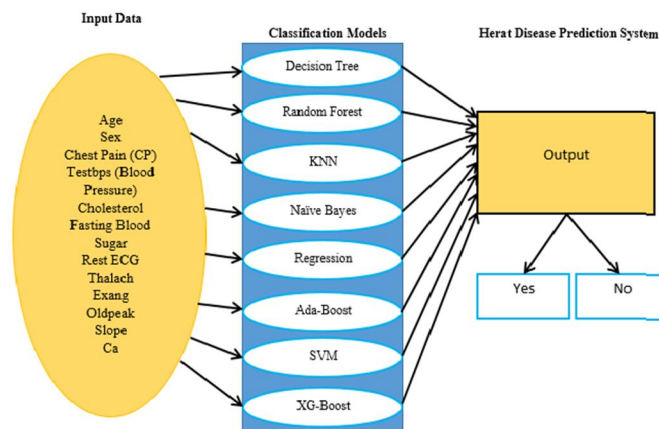 Input Data
Classification Models
Herat Disease Prediction System
Age
Sex
Chest Pain (CP)
Testbps (Blood
Pressure)
Cholesterol
Fasting Blood
Sugar
Rest ECG
Thalach
Exang
Oldpeak
Slope
Ca
Decision Tree
Random Forest
KNN
Naïve Bayes
Regression
Ada-Boost
SVM
XG-Boost
Output
Yes
No